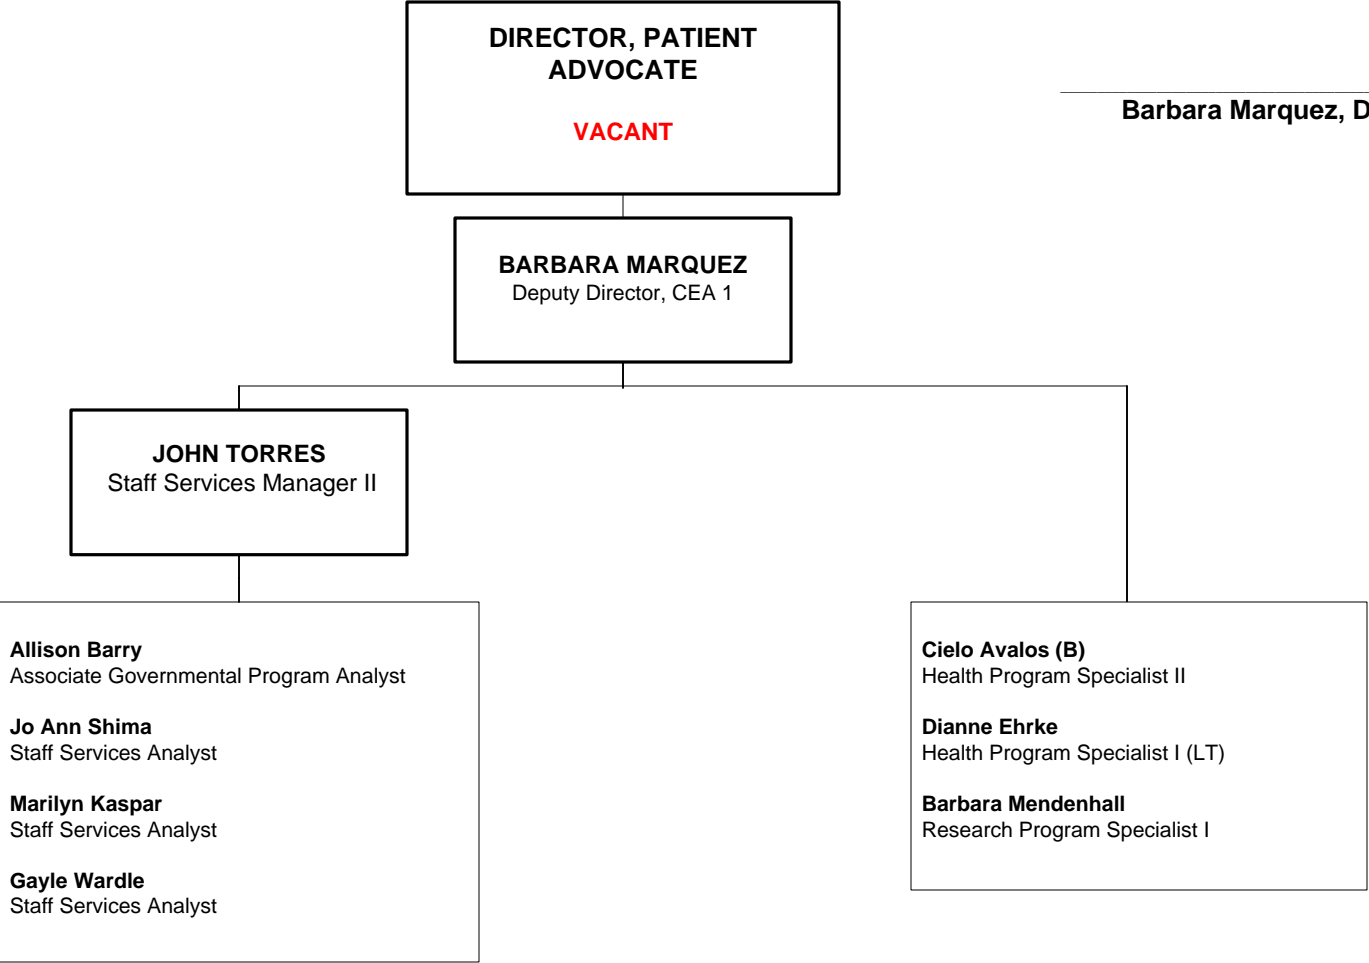 DIRECTOR, PATIENT
ADVOCATE
VACANT
Barbara Marquez, D
BARBARA MARQUEZ
Deputy Director, CEA 1
JOHN TORRES
Staff Services Manager II
Allison Barry
Associate Governmental Program Analyst
Jo Ann Shima
Staff Services Analyst
Marilyn Kaspar
Staff Services Analyst
Gayle Wardle
Staff Services Analyst
Cielo Avalos (B)
Health Program Specialist II
Dianne Ehrke
Health Program Specialist I (LT)
Barbara Mendenhall
Research Program Specialist I